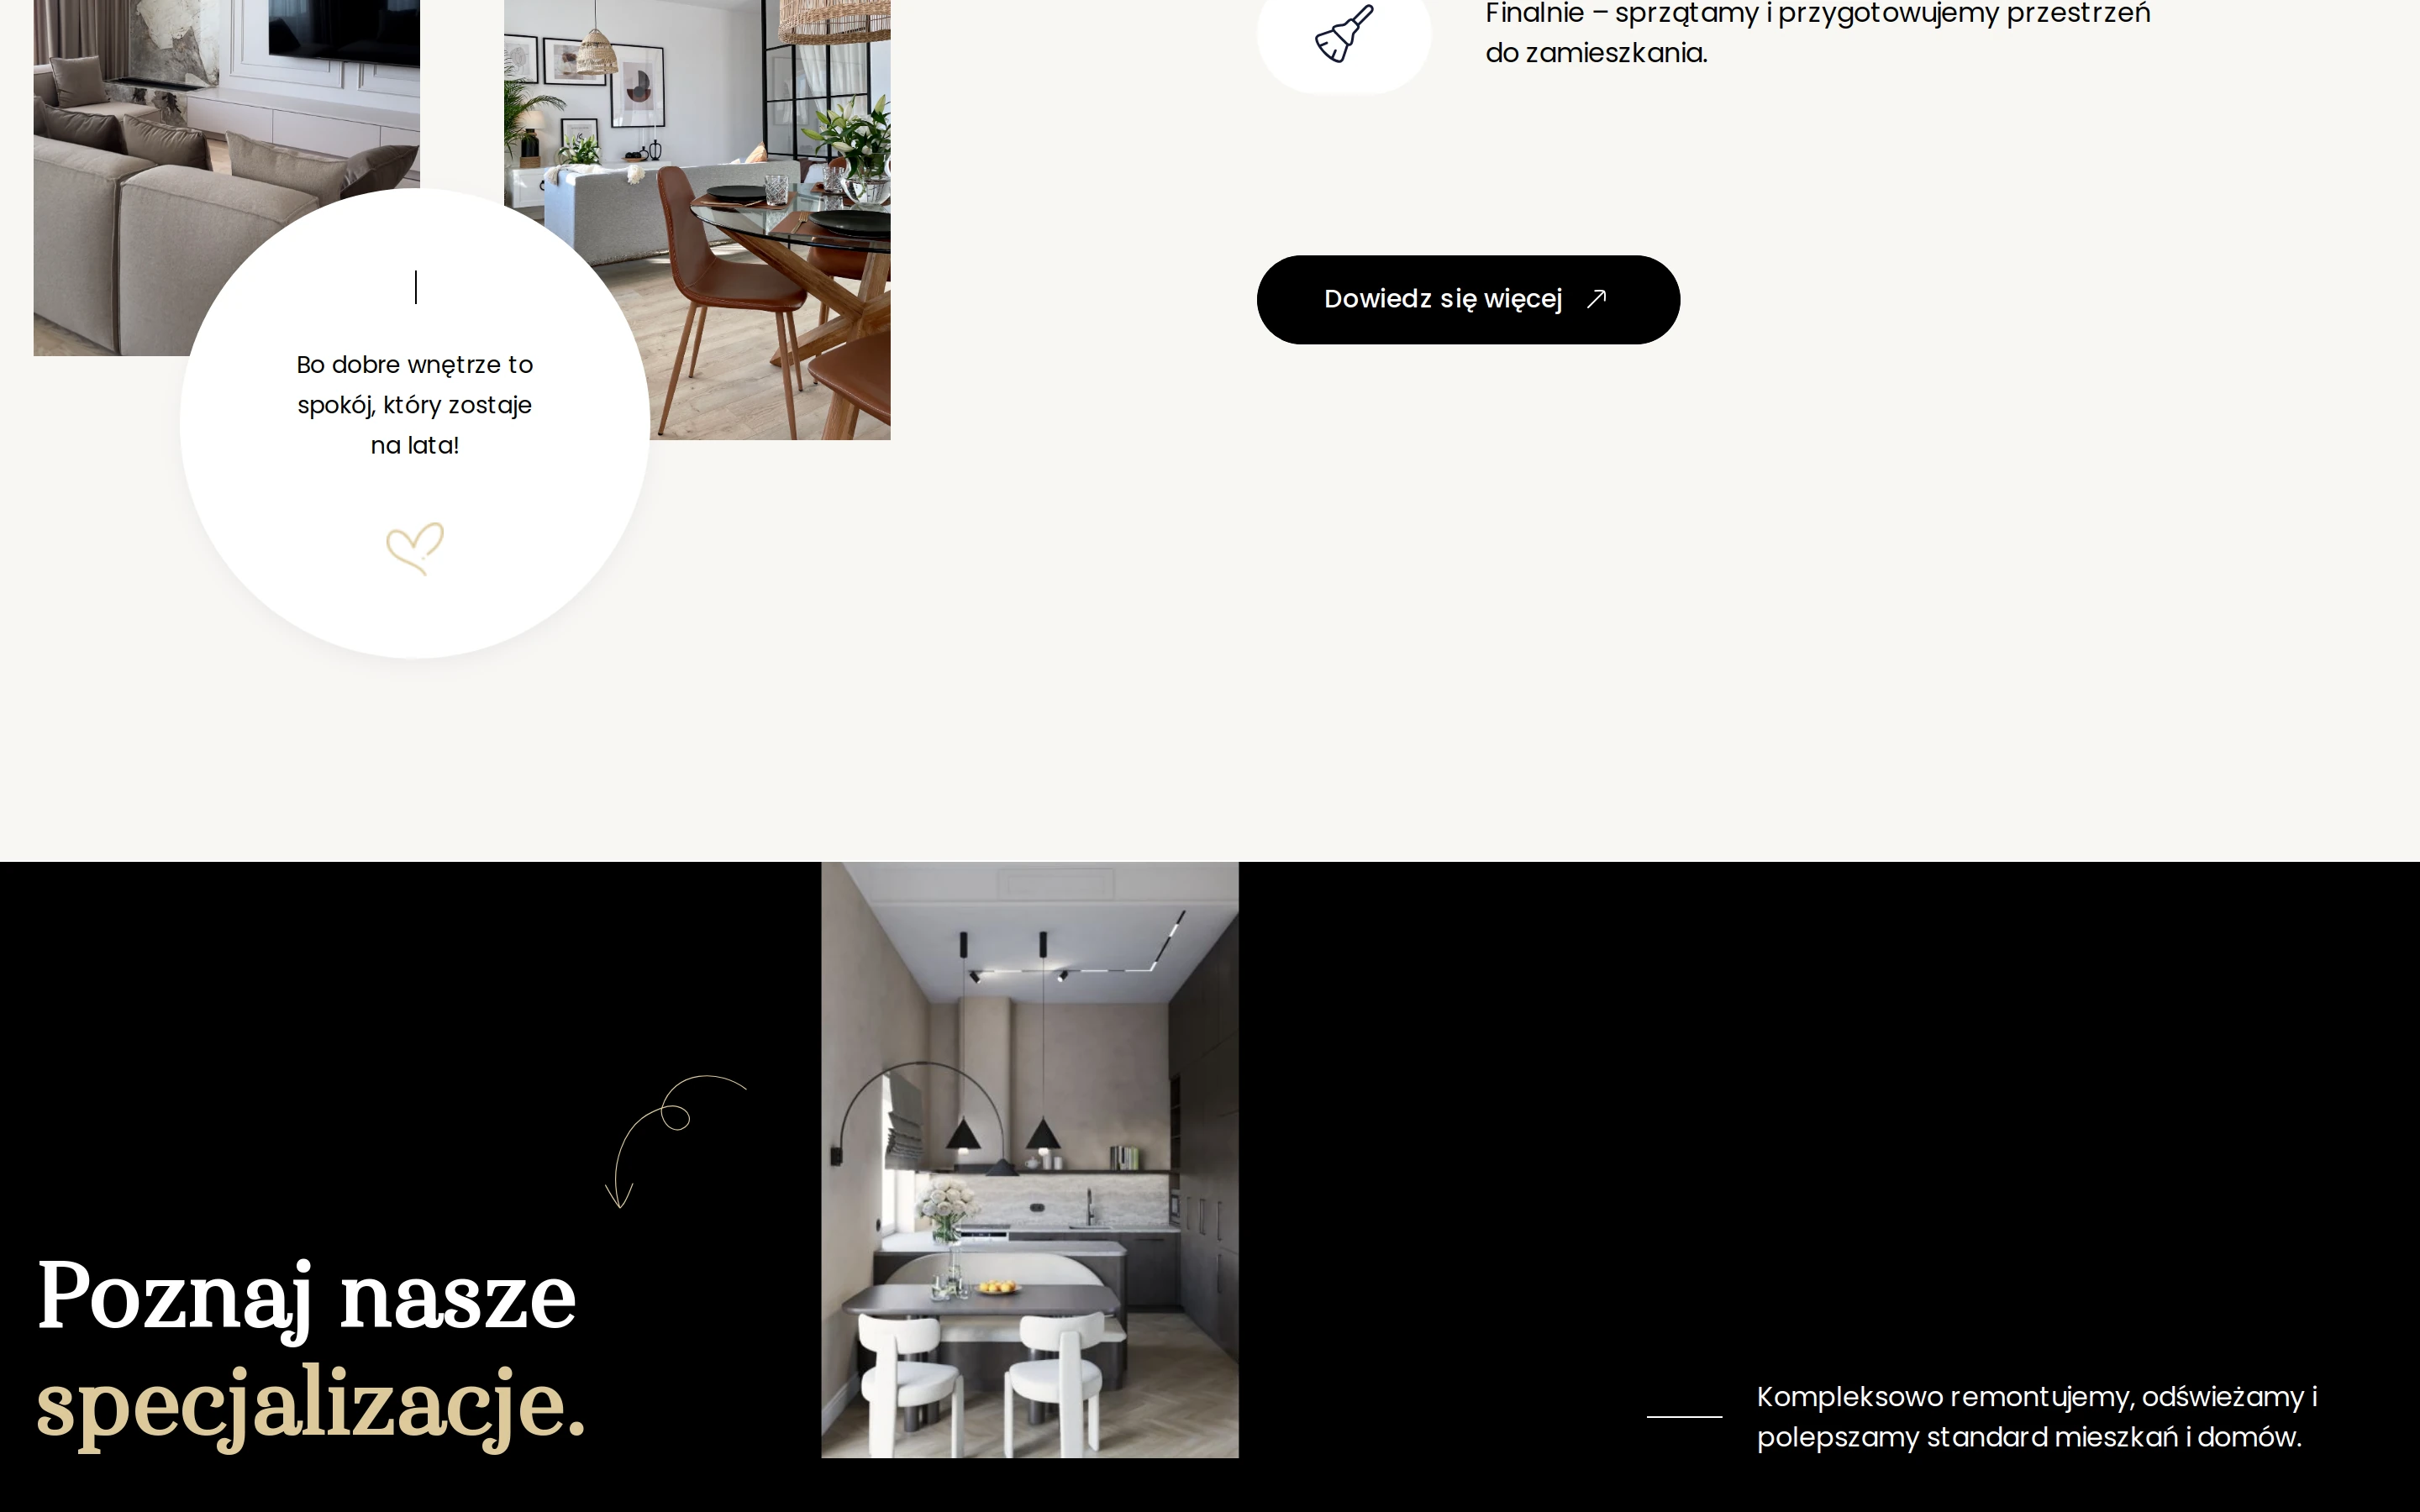 Finalnie – sprzątamy i przygotowujemy przestrzeń
do zamieszkania.
Dowiedz się więcej
Bo dobre wnętrze to
spokój, który zostaje
na lata!
Poznaj nasze
specjalizacje.
Kompleksowo remontujemy, odświeżamy i
polepszamy standard mieszkań i domów.